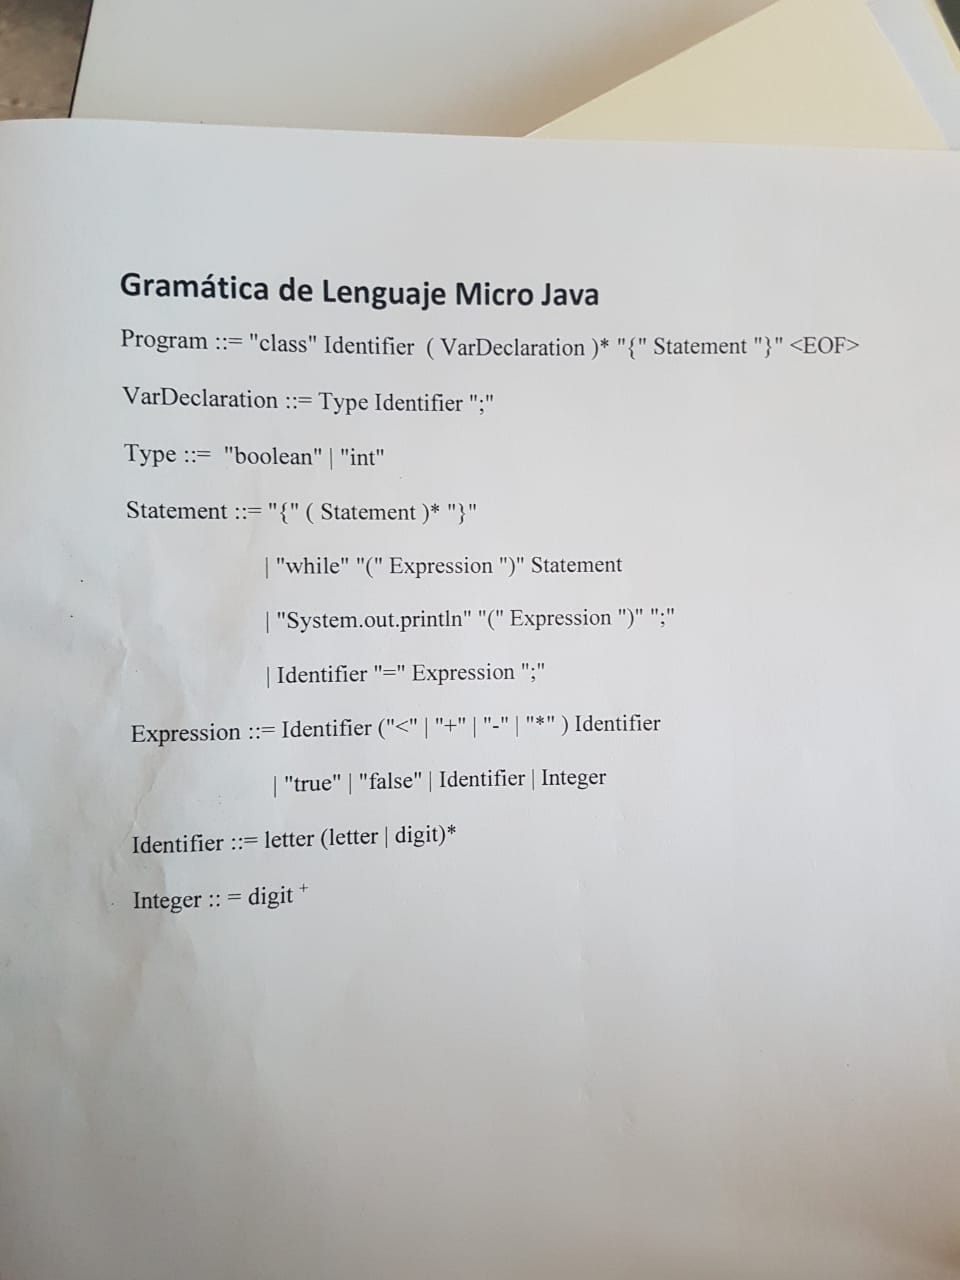 Gramática de Lenguaje Micro Java
Program ::= "class" Identifier ( VarDeclaration )* "{" Statement "}" <EOF>
VarDeclaration ::= Type Identifier ";"
Type ::= "boolean" | "int"
Statement ::= "{" ( Statement )* "}"
| "while" "(" Expression ")" Statement
| "System.out.println" "(" Expression ")" ";"
| Identifier "=" Expression ";"
Expression ::= Identifier ("<" | "+" | "-" | "*" ) Identifier
| "true" | "false" | Identifier | Integer
Identifier ::= letter (letter | digit)*
Integer :: = digit +